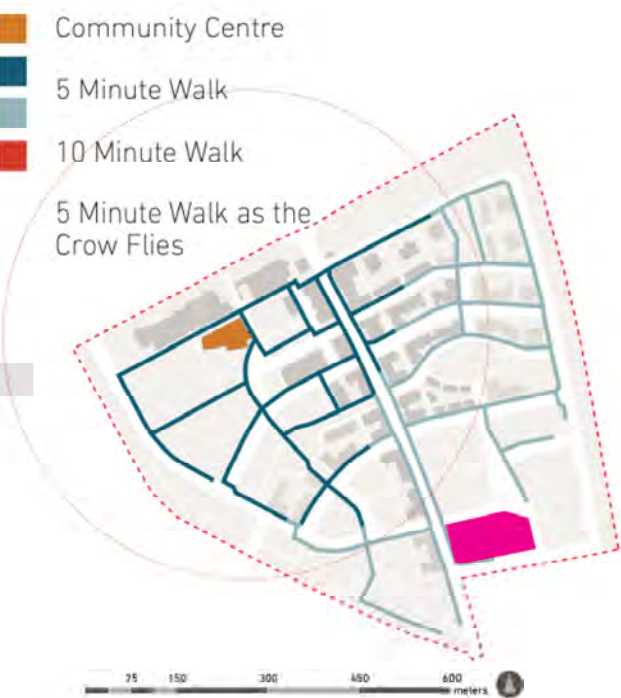 Community Centre
5 Minute Walk
10 Minute Walk
5 Minute Walk as the
Crow Flies
75 150 300 450 600
meters